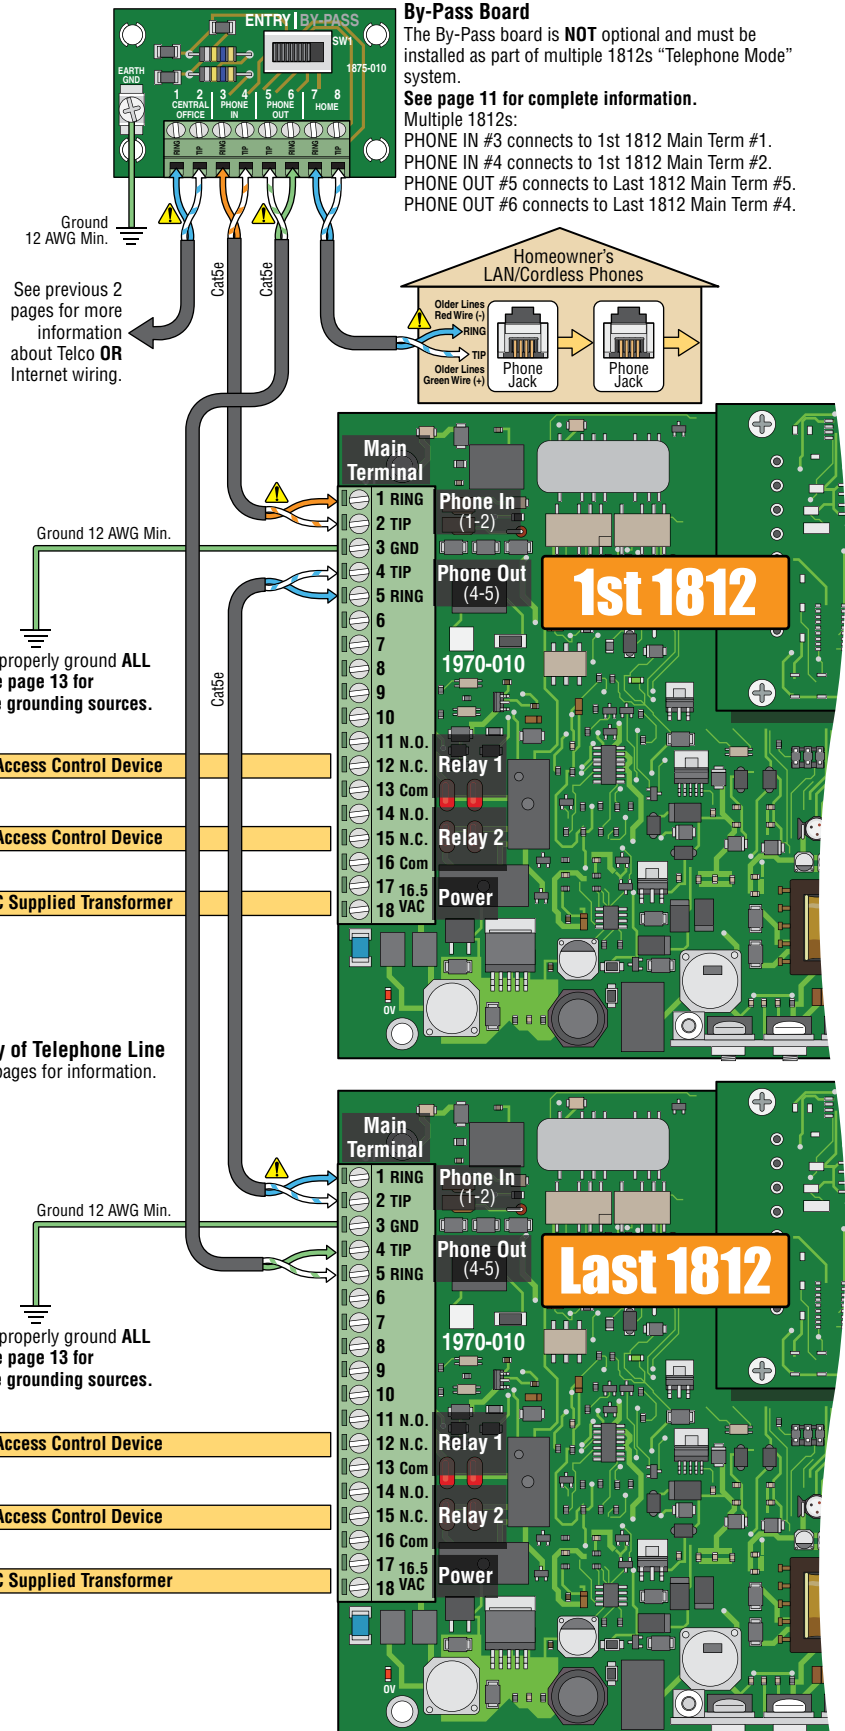 By-Pass Board
The By-Pass board is NOT optional and must be
installed as part of multiple 1812s “Telephone Mode”
system.
See page 11 for complete information.
Multiple 1812s:
PHONE IN #3 connects to 1st 1812 Main Term #1.
PHONE IN #4 connects to 1st 1812 Main Term #2.
PHONE OUT #5 connects to Last 1812 Main Term #5.
PHONE OUT #6 connects to Last 1812 Main Term #4.
ENTRY BY-PASS
SW1
1875-010
EARTH
GND
1 2 3 4 5 6 7 8
CENTRAL
OFFICE
PHONE
IN
PHONE
OUT
HOME
RING TIP RING TIP TIP RING RING TIP
Ground
12 AWG Min.
Cat5e
Cat5e
See previous 2
pages for more
information
about Telco OR
Internet wiring.
Homeowner's
LAN/Cordless Phones
Older Lines
Red Wire (-)
RING
TIP
Older Lines
Green Wire (+)
Phone
Jack
Phone
Jack
Main
Terminal
1 RING
2 TIP
3 GND
4 TIP
5 RING
6
7
8
9
10
11 N.O.
12 N.C.
13 Com
14 N.O.
15 N.C.
16 Com
17 16.5
18 VAC
Phone In
(1-2)
Phone Out
(4-5)
1st 1812
1970-010
Relay 1
Relay 2
Power
0V
Ground 12 AWG Min.
properly ground ALL
page 13 for
grounding sources.
Cat5e
Access Control Device
Access Control Device
C Supplied Transformer
y of Telephone Line
pages for information.
Main
Terminal
1 RING
2 TIP
3 GND
4 TIP
5 RING
6
7
8
9
10
11 N.O.
12 N.C.
13 Com
14 N.O.
15 N.C.
16 Com
17 16.5
18 VAC
Phone In
(1-2)
Phone Out
(4-5)
Last 1812
1970-010
Relay 1
Relay 2
Power
0V
Ground 12 AWG Min.
properly ground ALL
page 13 for
grounding sources.
Access Control Device
Access Control Device
C Supplied Transformer